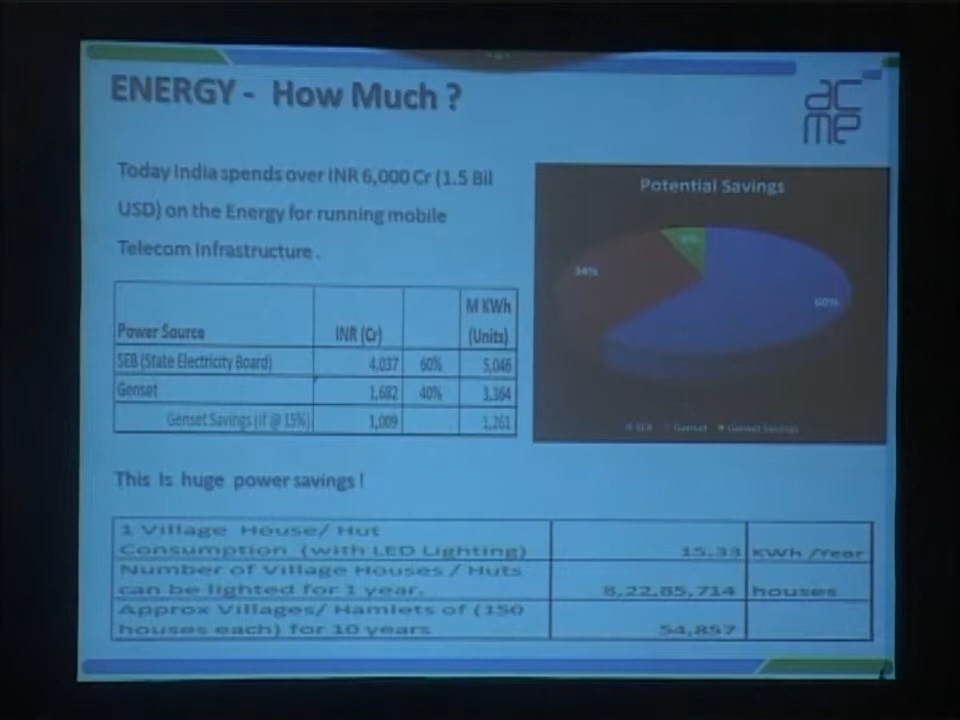 ENERGY - How Much ?
acme
Today India spends over INR 6,000 Cr (1.5 Bil
USD) on the Energy for running mobile
Telecom Infrastructure .
Potential Savings
34%
6%
60%
SEB Genset Genset Savings
Power Source INR (Cr) M KWh (Units)
SEB (State Electricity Board) 4,037 60% 5,046
Genset 1,682 40% 3,364
Genset Savings (if @ 15%) 1,009 1,261
This is huge power savings !
1 Village House/ Hut
Consumption (with LED Lighting) 15.33 KWh /Year
Number of Village Houses / Huts
can be lighted for 1 year. 8,22,85,714 houses
Approx Villages/ Hamlets of (150
houses each) for 10 years 54,857